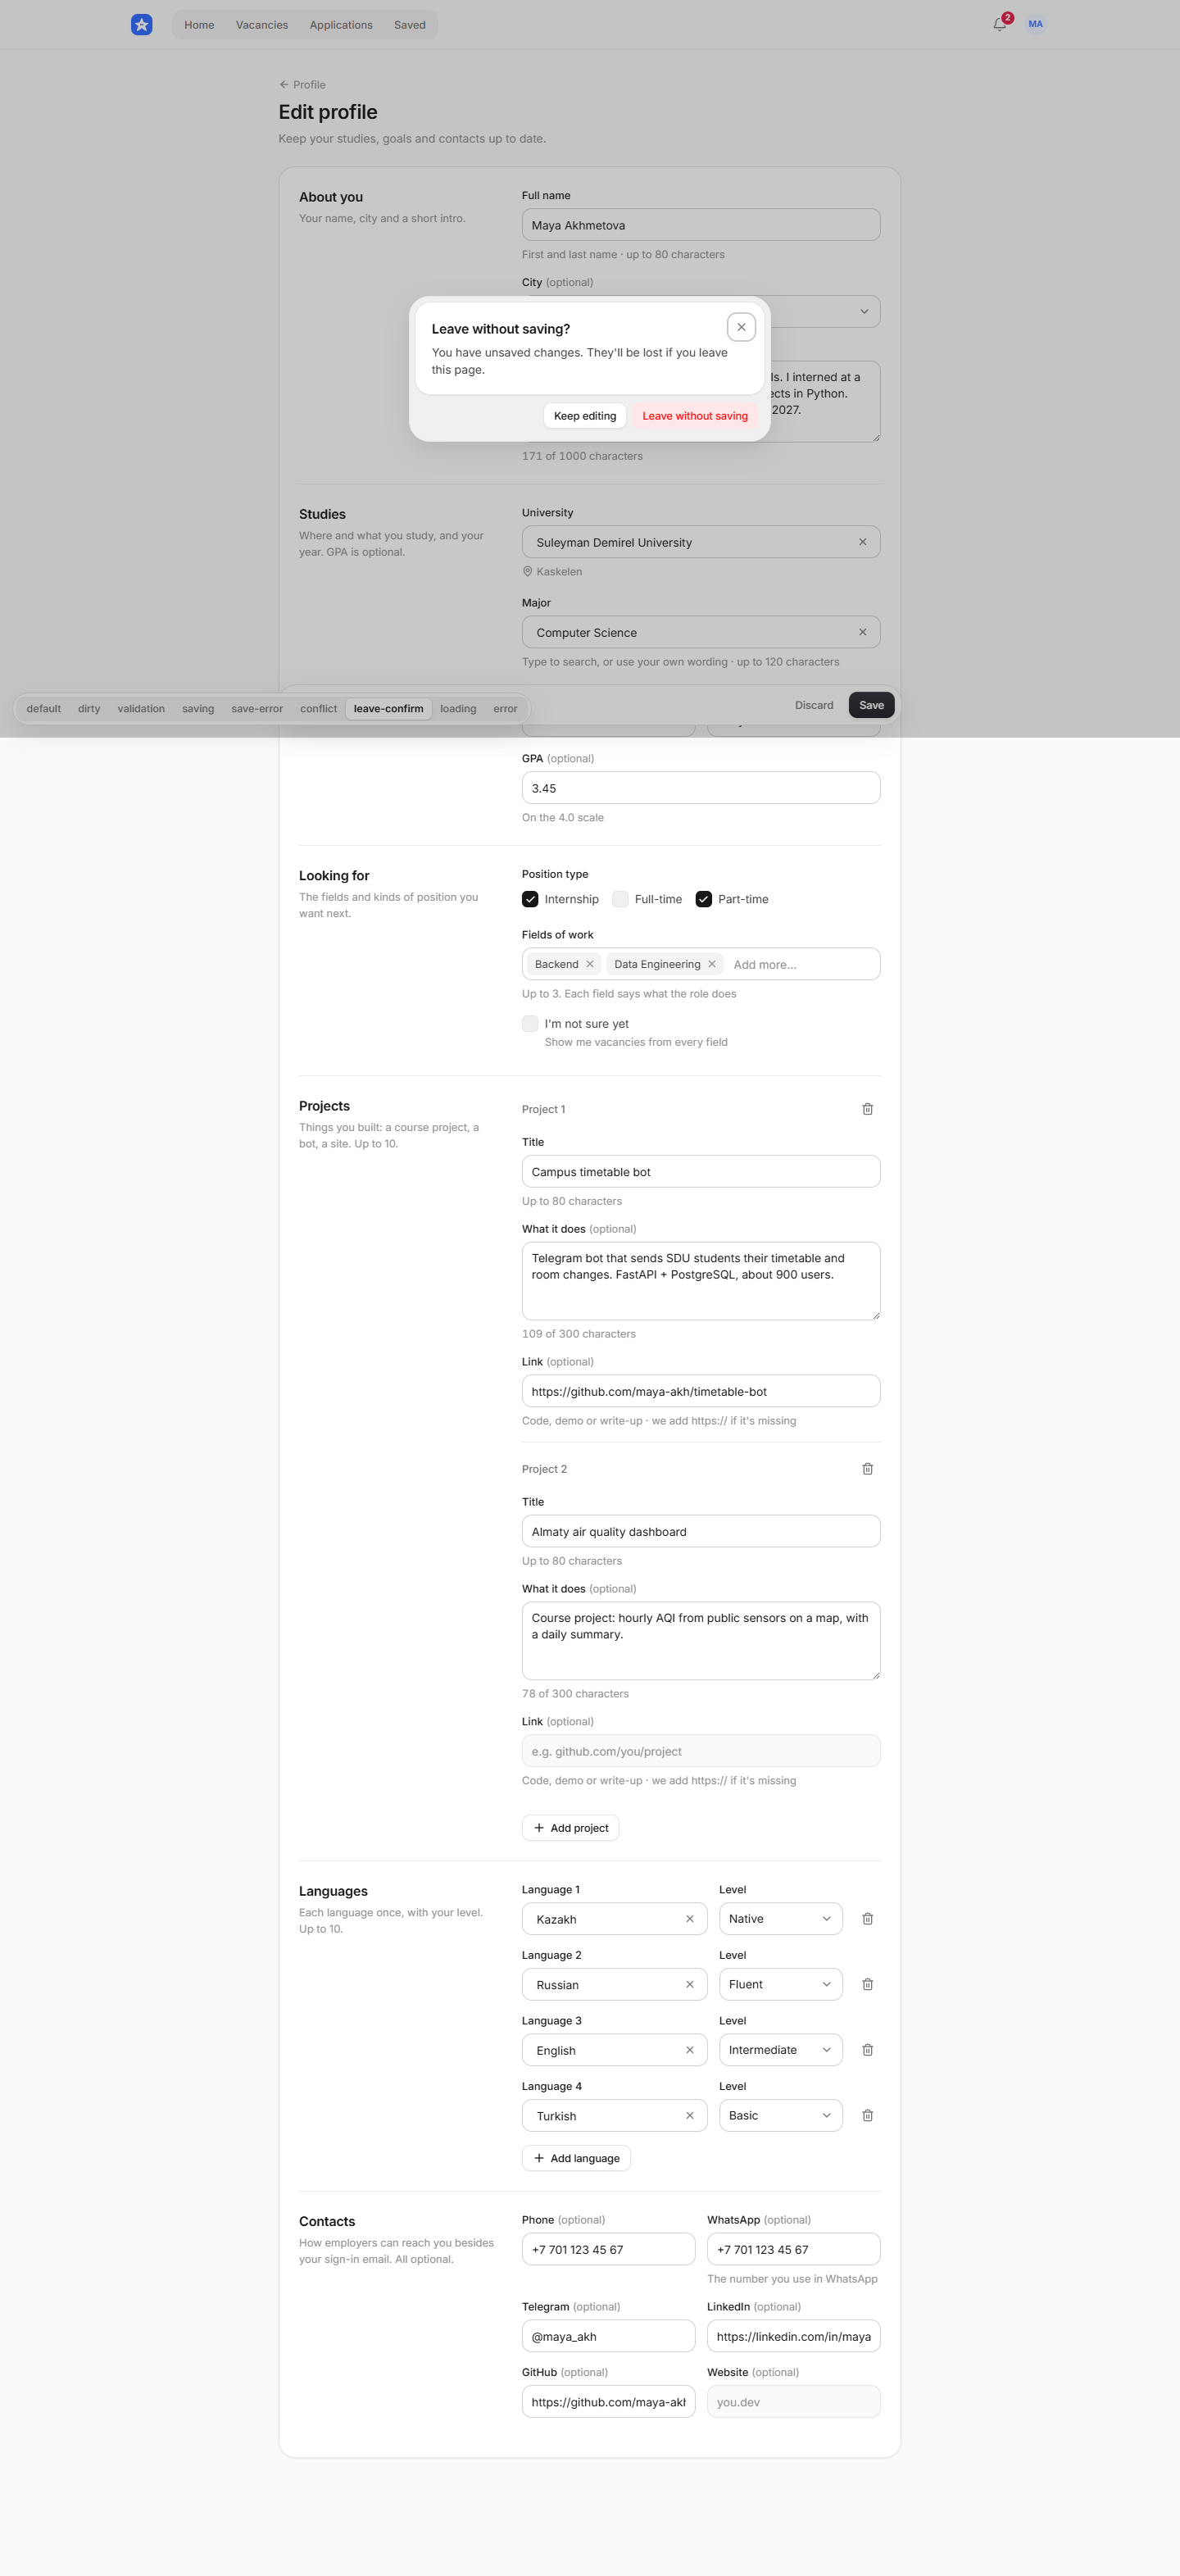 Home Vacancies Applications Saved
2
MA
Profile
Edit profile
Keep your studies, goals and contacts up to date.
About you
Your name, city and a short intro.
Full name
Maya Akhmetova
First and last name · up to 80 characters
City (optional)
Leave without saving?
You have unsaved changes. They'll be lost if you leave
this page.
Keep editing
Leave without saving
I interned at a
in Python.
2027.
171 of 1000 characters
Studies
Where and what you study, and your
year. GPA is optional.
University
Suleyman Demirel University
Kaskelen
Major
Computer Science
Type to search, or use your own wording · up to 120 characters
default dirty validation saving save-error conflict leave-confirm loading error
Discard
Save
GPA (optional)
3.45
On the 4.0 scale
Looking for
The fields and kinds of position you
want next.
Position type
Internship Full-time Part-time
Fields of work
Backend Data Engineering Add more...
Up to 3. Each field says what the role does
I'm not sure yet
Show me vacancies from every field
Projects
Things you built: a course project, a
bot, a site. Up to 10.
Project 1
Title
Campus timetable bot
Up to 80 characters
What it does (optional)
Telegram bot that sends SDU students their timetable and
room changes. FastAPI + PostgreSQL, about 900 users.
109 of 300 characters
Link (optional)
https://github.com/maya-akh/timetable-bot
Code, demo or write-up · we add https:// if it's missing
Project 2
Title
Almaty air quality dashboard
Up to 80 characters
What it does (optional)
Course project: hourly AQI from public sensors on a map, with
a daily summary.
78 of 300 characters
Link (optional)
e.g. github.com/you/project
Code, demo or write-up · we add https:// if it's missing
Add project
Languages
Each language once, with your level.
Up to 10.
Language 1 Level
Kazakh Native
Language 2 Level
Russian Fluent
Language 3 Level
English Intermediate
Language 4 Level
Turkish Basic
Add language
Contacts
How employers can reach you besides
your sign-in email. All optional.
Phone (optional) WhatsApp (optional)
+7 701 123 45 67 +7 701 123 45 67
The number you use in WhatsApp
Telegram (optional) LinkedIn (optional)
@maya_akh https://linkedin.com/in/maya
GitHub (optional) Website (optional)
https://github.com/maya-akh you.dev